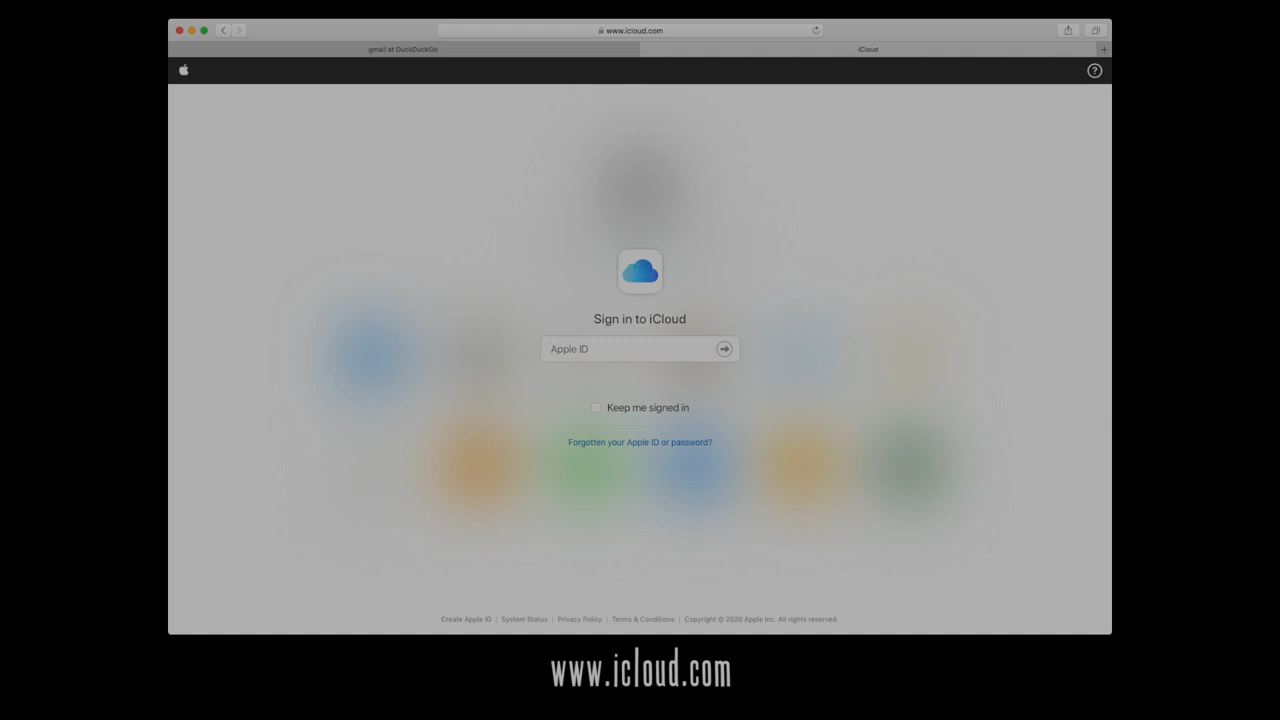 www.icloud.com
gmail at DuckDuckGo
iCloud
Sign in to iCloud
Apple ID
Keep me signed in
Forgotten your Apple ID or password?
Create Apple ID | System Status | Privacy Policy | Terms & Conditions | Copyright © 2020 Apple Inc. All rights reserved.
www.icloud.com